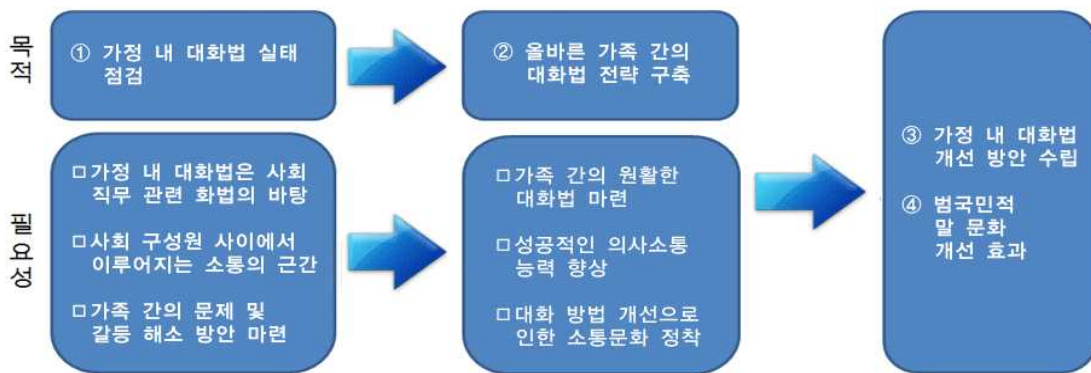 목적
① 가정 내 대화법 실태
점검
② 올바른 가족 간의
대화법 전략 구축
필요성
□ 가정 내 대화법은 사회
직무 관련 화법의 바탕
□ 사회 구성원 사이에서
이루어지는 소통의 근간
□ 가족 간의 문제 및
갈등 해소 방안 마련
□ 가족 간의 원활한
대화법 마련
□ 성공적인 의사소통
능력 향상
□ 대화 방법 개선으로
인한 소통문화 정착
③ 가정 내 대화법
개선 방안 수립
④ 범국민적
말 문화
개선 효과